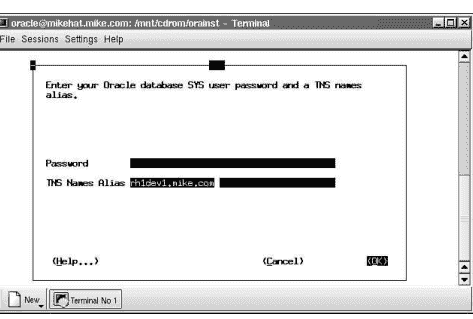 oracle@mikehat.mike.com: /mnt/cdrom/orainst - Terminal
File Sessions Settings Help
Enter your Oracle database SYS user password and a TNS names
alias.
Password
TNS Names Alias rh1dev1.mike.com
(Help...) (Cancel) (OK)
New Terminal No 1